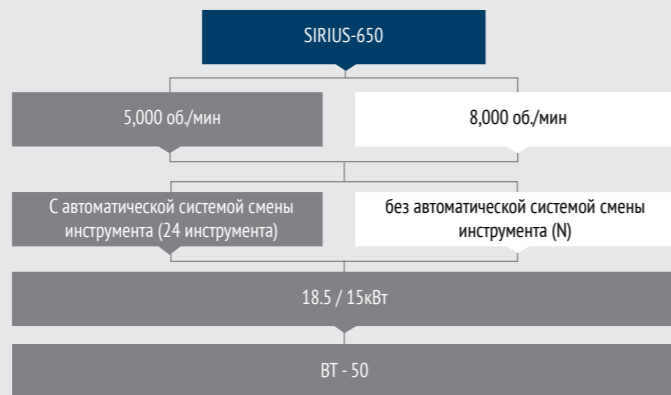 SIRIUS-650
5,000 об./мин
8,000 об./мин
С автоматической системой смены
инструмента (24 инструмента)
без автоматической системой смены
инструмента (N)
18.5 / 15кВт
ВТ - 50